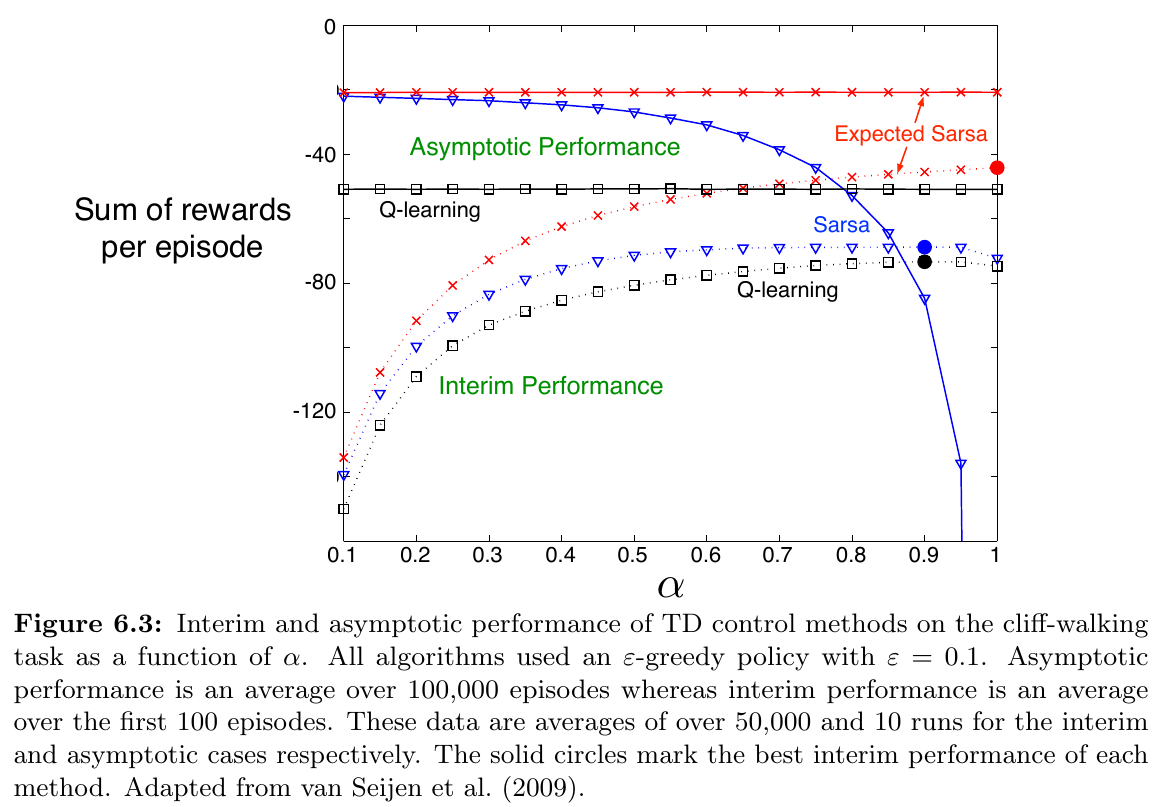 0
-40
-80
-120
Sum of rewards
per episode
Expected Sarsa
Asymptotic Performance
Q-learning
Sarsa
Q-learning
Interim Performance
0.1 0.2 0.3 0.4 0.5 0.6 0.7 0.8 0.9 1
α
Figure 6.3: Interim and asymptotic performance of TD control methods on the cliff-walking
task as a function of α. All algorithms used an ε-greedy policy with ε = 0.1. Asymptotic
performance is an average over 100,000 episodes whereas interim performance is an average
over the first 100 episodes. These data are averages of over 50,000 and 10 runs for the interim
and asymptotic cases respectively. The solid circles mark the best interim performance of each
method. Adapted from van Seijen et al. (2009).